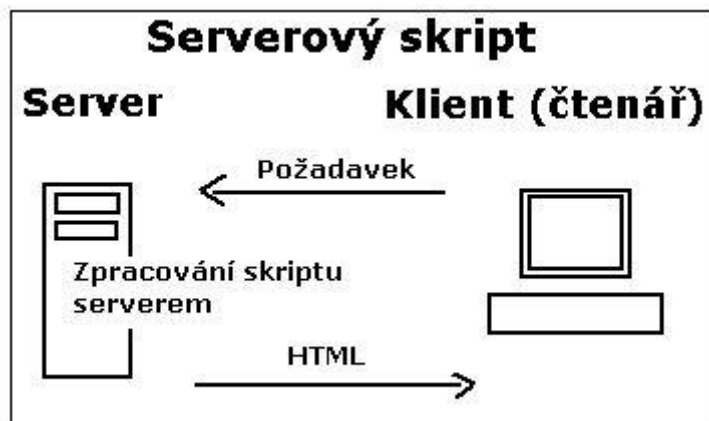 Serverový skript
Server
Klient (čtenář)
Požadavek
Zpracování skriptu
serverem
HTML